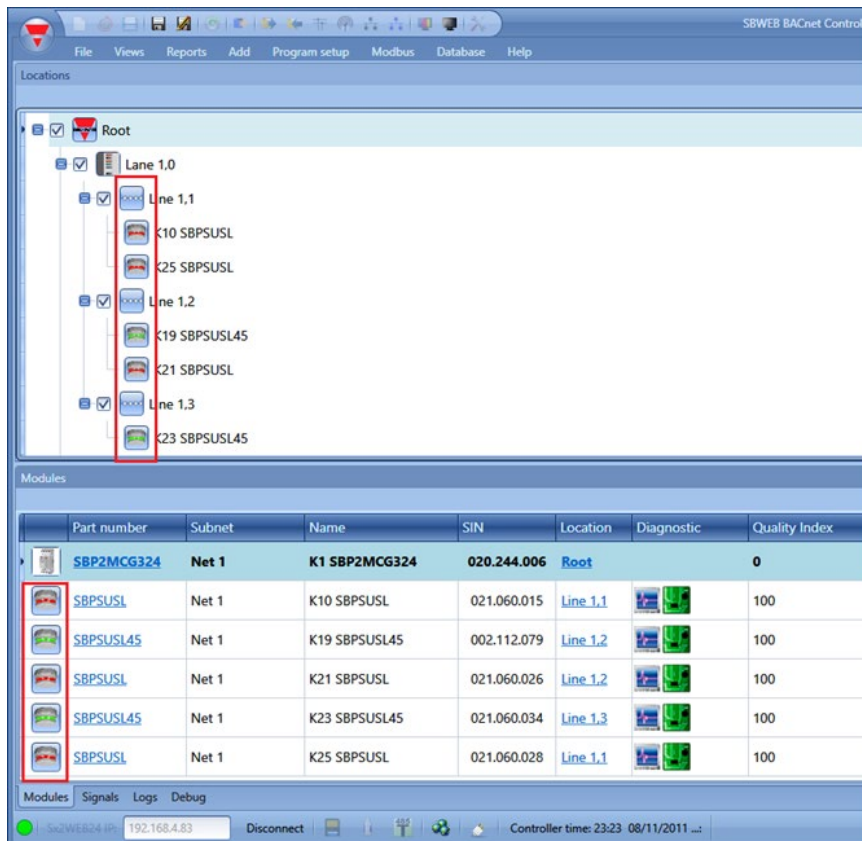 SBWEB BACnet Control
File Views Reports Add Program setup Modbus Database Help
Locations
Root
Lane 1,0
Line 1,1
K10 SBPSUSL
K25 SBPSUSL
Line 1,2
K19 SBPSUSL45
K21 SBPSUSL
Line 1,3
K23 SBPSUSL45
Modules
Part number Subnet Name SIN Location Diagnostic Quality Index
SBP2MCG324 Net 1 K1 SBP2MCG324 020.244.006 Root 0
SBPSUSL Net 1 K10 SBPSUSL 021.060.015 Line 1,1 100
SBPSUSL45 Net 1 K19 SBPSUSL45 002.112.079 Line 1,2 100
SBPSUSL Net 1 K21 SBPSUSL 021.060.026 Line 1,2 100
SBPSUSL45 Net 1 K23 SBPSUSL45 021.060.034 Line 1,3 100
SBPSUSL Net 1 K25 SBPSUSL 021.060.028 Line 1,1 100
Modules Signals Logs Debug
Sx2WEB24 IP: 192.168.4.83 Disconnect Controller time: 23:23 08/11/2011 ...: